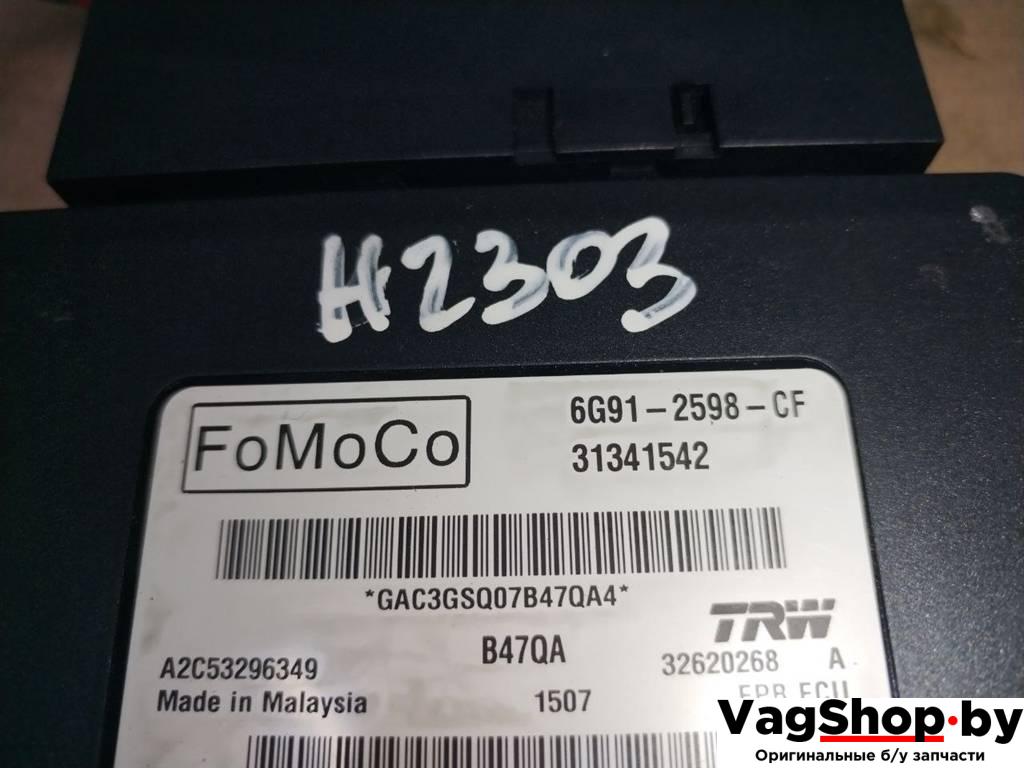 H2303
FoMoCo
6G91-2598-CF
31341542
*GAC3GSQ07B47QA4*
TRW
B47QA
32620268 A
A2C53296349
EPB ECU
Made in Malaysia
1507
VagShop.by
Оригинальные б/у запчасти